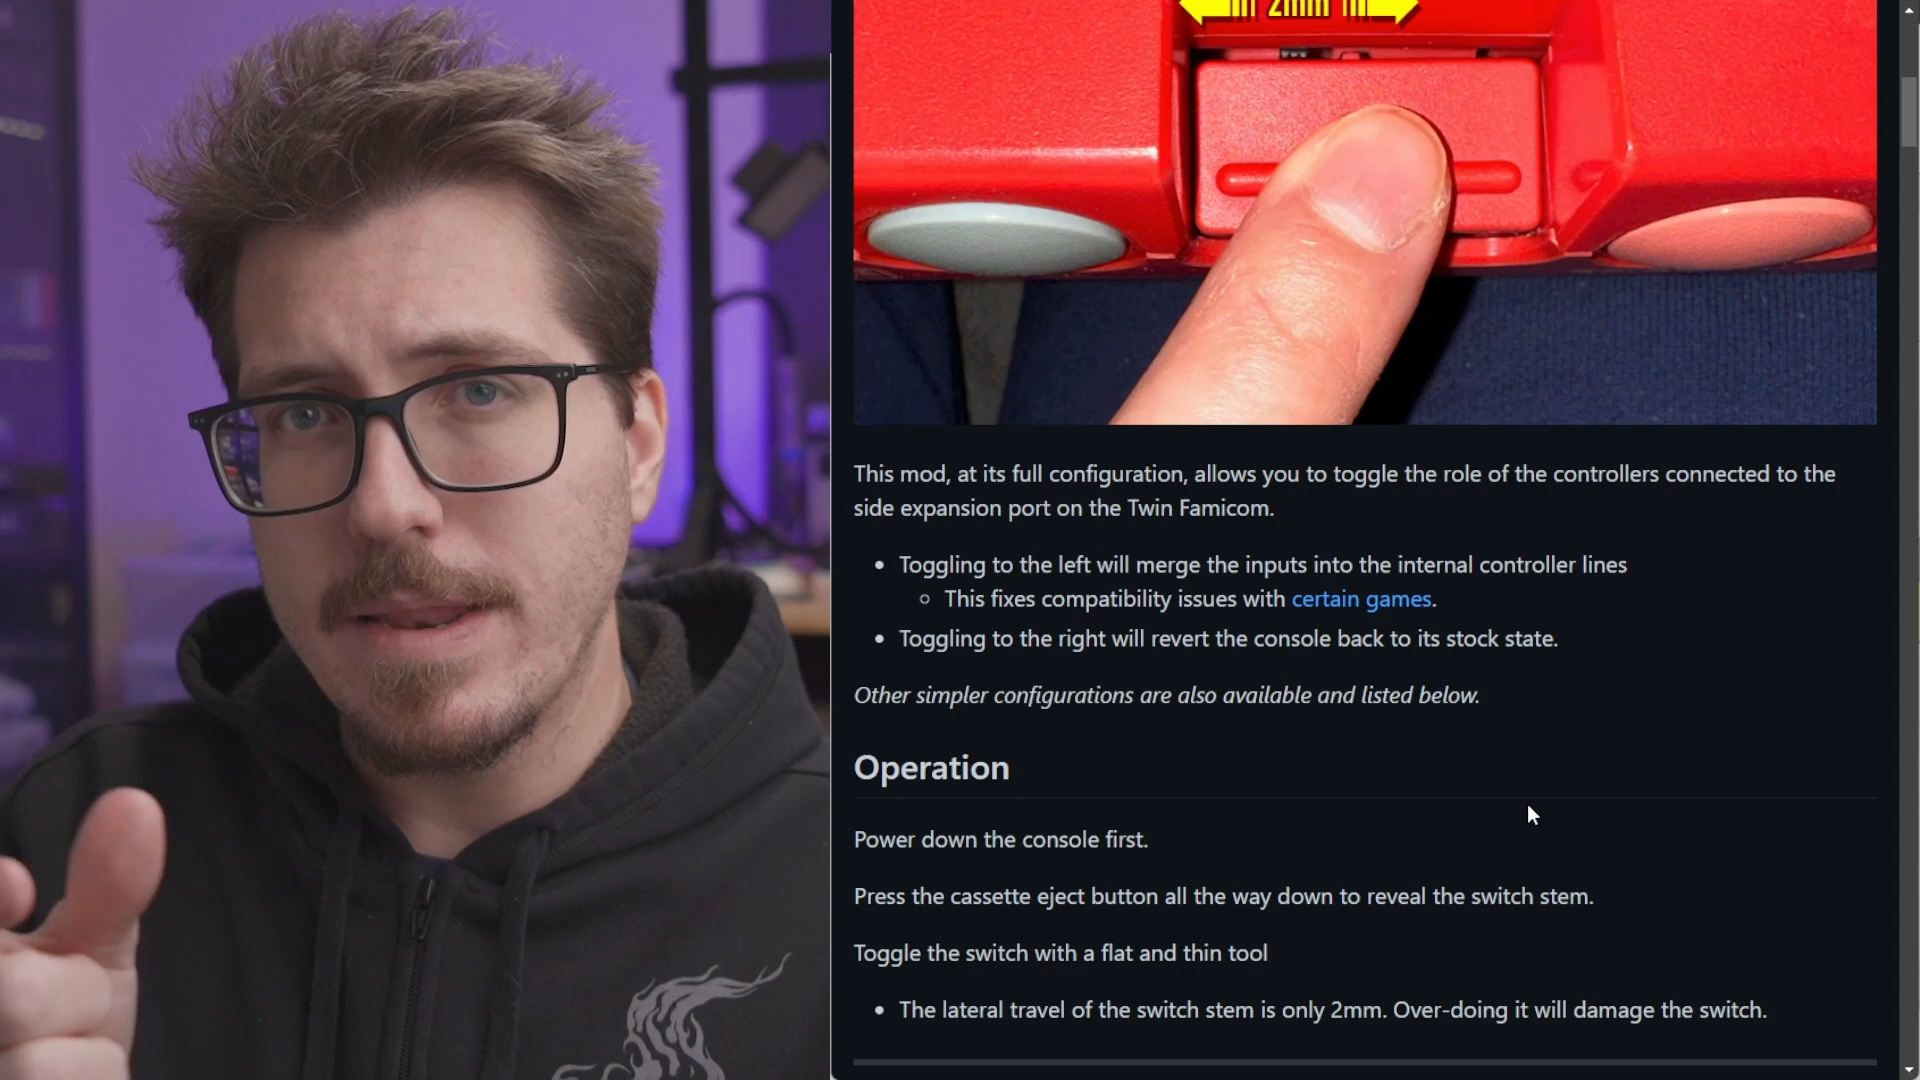 2mm
This mod, at its full configuration, allows you to toggle the role of the controllers connected to the
side expansion port on the Twin Famicom.
• Toggling to the left will merge the inputs into the internal controller lines
○ This fixes compatibility issues with certain games.
• Toggling to the right will revert the console back to its stock state.
Other simpler configurations are also available and listed below.
Operation
Power down the console first.
Press the cassette eject button all the way down to reveal the switch stem.
Toggle the switch with a flat and thin tool
• The lateral travel of the switch stem is only 2mm. Over-doing it will damage the switch.